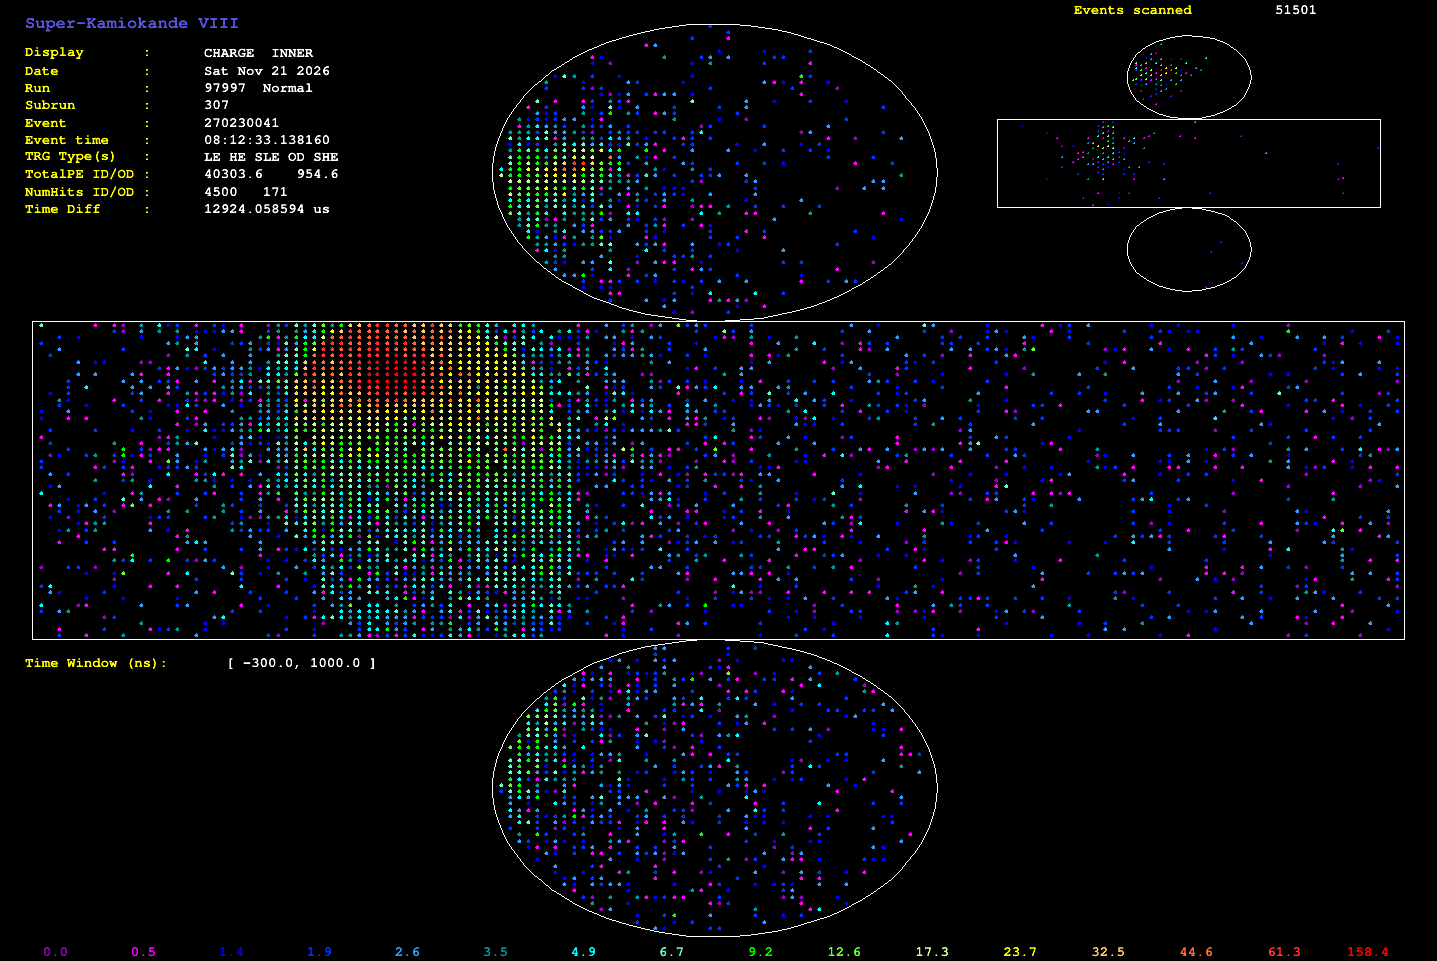 Super-Kamiokande VIII
Events scanned 51501
Display : CHARGE INNER
Date : Sat Nov 21 2026
Run : 97997 Normal
Subrun : 307
Event : 270230041
Event time : 08:12:33.138160
TRG Type(s) : LE HE SLE OD SHE
TotalPE ID/OD : 40303.6 954.6
NumHits ID/OD : 4500 171
Time Diff : 12924.058594 us
Time Window (ns): [ -300.0, 1000.0 ]
0.0 0.5 1.4 1.9 2.6 3.5 4.9 6.7 9.2 12.6 17.3 23.7 32.5 44.6 61.3 158.4